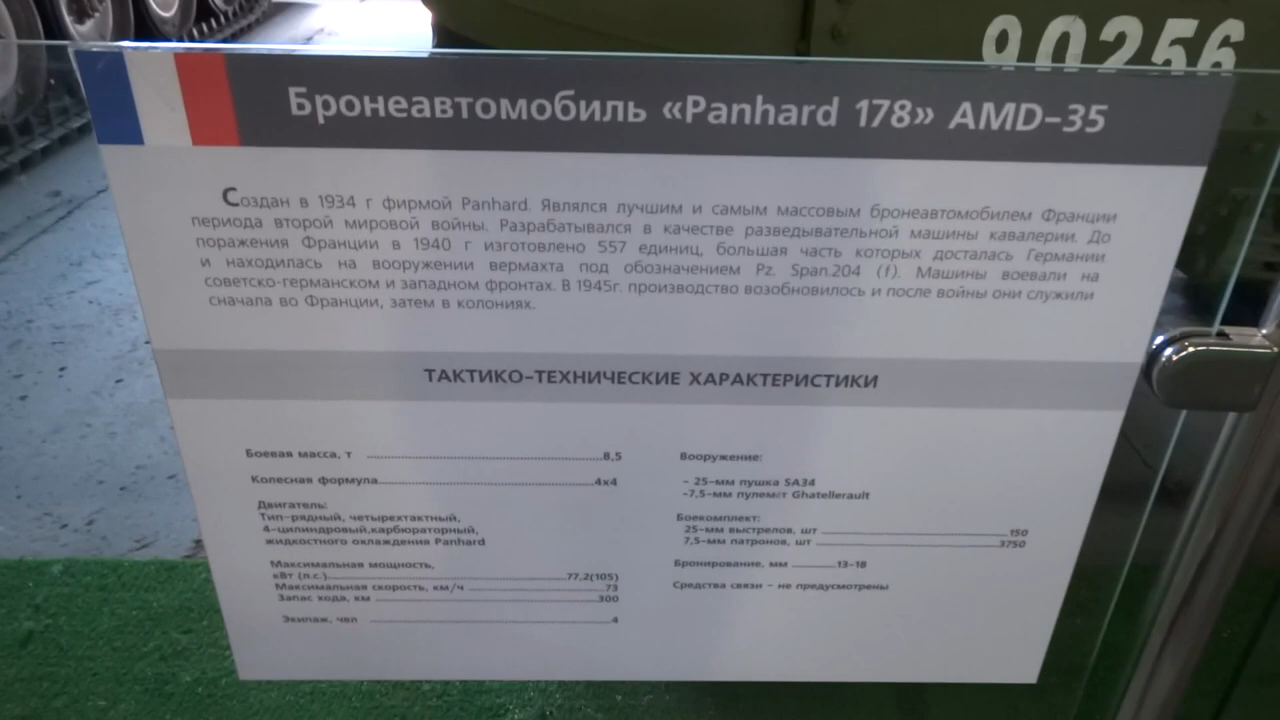 90256
Бронеавтомобиль «Panhard 178» AMD-35
Создан в 1934 г фирмой Panhard. Являлся лучшим и самым массовым бронеавтомобилем Франции
периода второй мировой войны. Разрабатывался в качестве разведывательной машины кавалерии. До
поражения Франции в 1940 г изготовлено 557 единиц, большая часть которых досталась Германии
и находилась на вооружении вермахта под обозначением Pz. Span.204 (f). Машины воевали на
советско-германском и западном фронтах. В 1945г. производство возобновилось и после войны они служили
сначала во Франции, затем в колониях.
ТАКТИКО-ТЕХНИЧЕСКИЕ ХАРАКТЕРИСТИКИ
Боевая масса, т 8,5
Колесная формула 4x4
Двигатель:
Тип-рядный, четырехтактный,
4-цилиндровый,карбюраторный,
жидкостного охлаждения Panhard
Максимальная мощность,
кВт (л.с.) 77,2(105)
Максимальная скорость, км/ч 73
Запас хода, км 300
Экипаж, чел 4
Вооружение:
- 25-мм пушка SA34
-7,5-мм пулемёт Ghatellerault
Боекомплект:
25-мм выстрелов, шт 150
7,5-мм патронов, шт 3750
Бронирование, мм 13-18
Средства связи - не предусмотрены